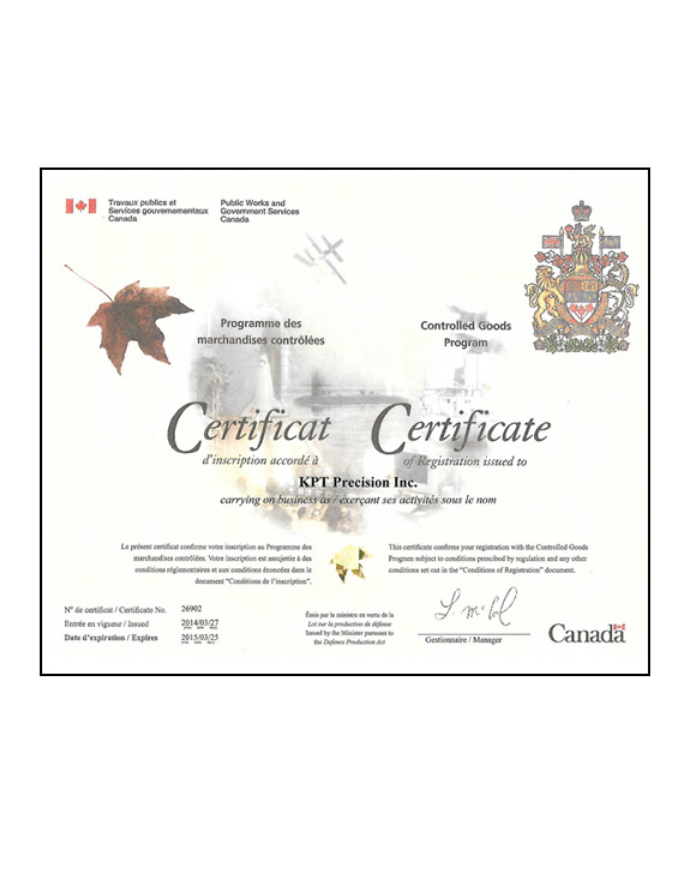 Travaux publics et
Services gouvernementaux
Canada
Public Works and
Government Services
Canada
Programme des
marchandises contrôlées
Controlled Goods
Program
Certificat
d'inscription accordé à
Certificate
of Registration issued to
KPT Precision Inc.
carrying on business as / exerçant ses activités sous le nom
Le présent certificat confirme votre inscription au Programme des
marchandises contrôlées. Votre inscription est assujettie à des
conditions réglementaires et aux conditions énoncées dans le
document "Conditions de l'inscription".
This certificate confirms your registration with the Controlled Goods
Program subject to conditions prescribed by regulation and any other
conditions set out in the "Conditions of Registration" document.
Nº de certificat / Certificate No. 26902
Entrée en vigueur / Issued 2014/03/27
Date d'expiration / Expires 2015/03/25
Émis par le ministre en vertu de la
Loi sur la production de défense
Issued by the Minister pursuant to
the Defence Production Act
Gestionnaire / Manager
Canada